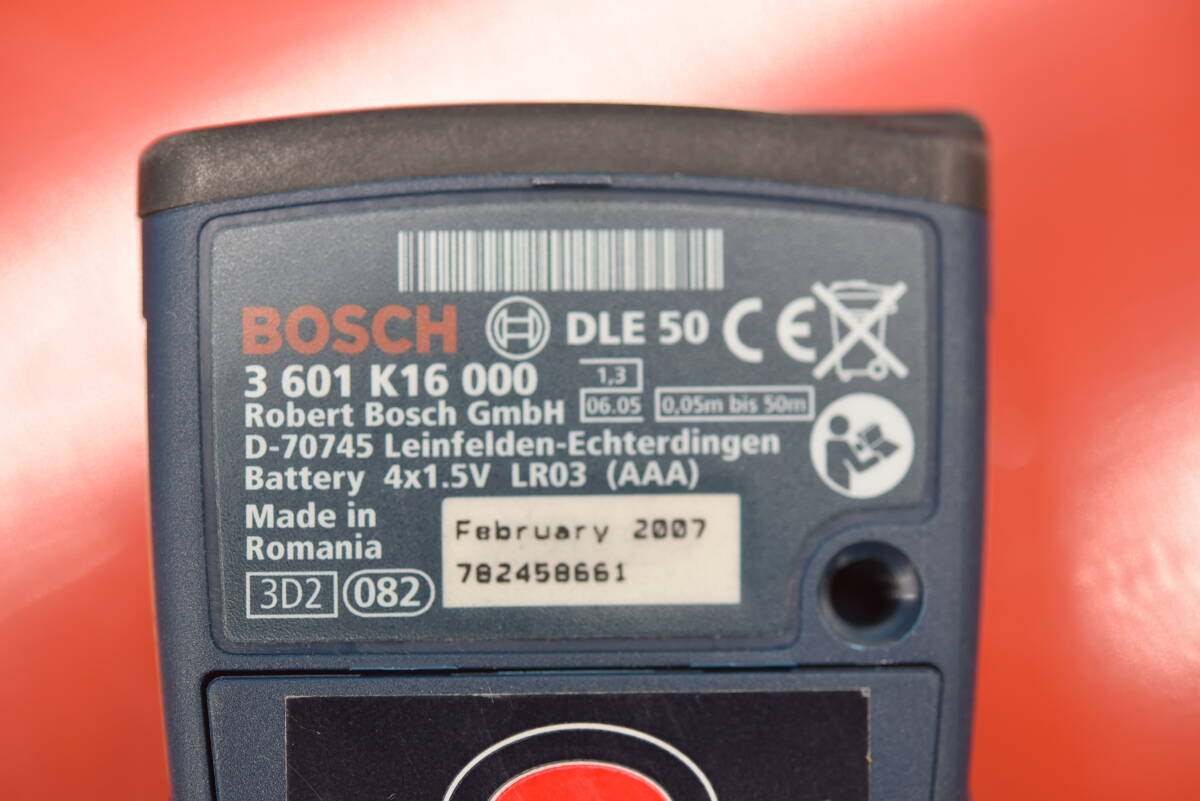 BOSCH DLE 50 CE
3 601 K16 000 1,3
Robert Bosch GmbH 06.05 0,05m bis 50m
D-70745 Leinfelden-Echterdingen
Battery 4x1.5V LR03 (AAA)
Made in
Romania
February 2007
782458661
3D2 082